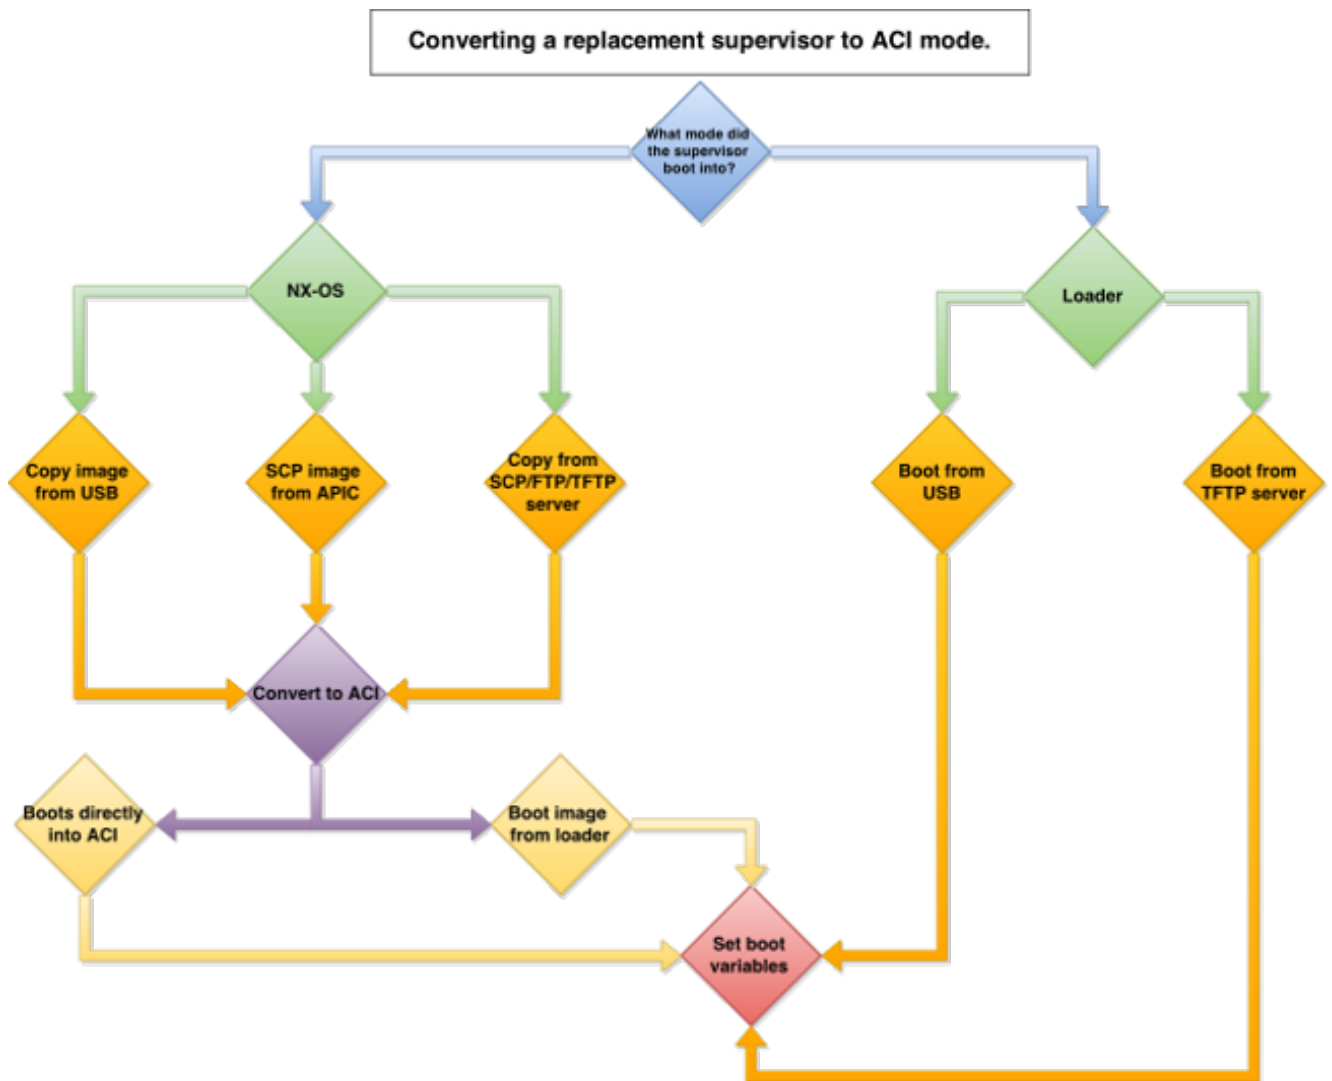 Converting a replacement supervisor to ACI mode.
What mode did
the supervisor
boot into?
NX-OS
Loader
Copy image
from USB
SCP image
from APIC
Copy from
SCP/FTP/TFTP
server
Boot from
USB
Boot from
TFTP server
Convert to ACI
Boots directly
into ACI
Boot image
from loader
Set boot
variables